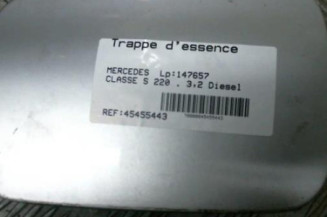 Trappe d'essence
MERCEDES Lp:147657
CLASSE S 220 . 3.2 Diesel
REF:45455443